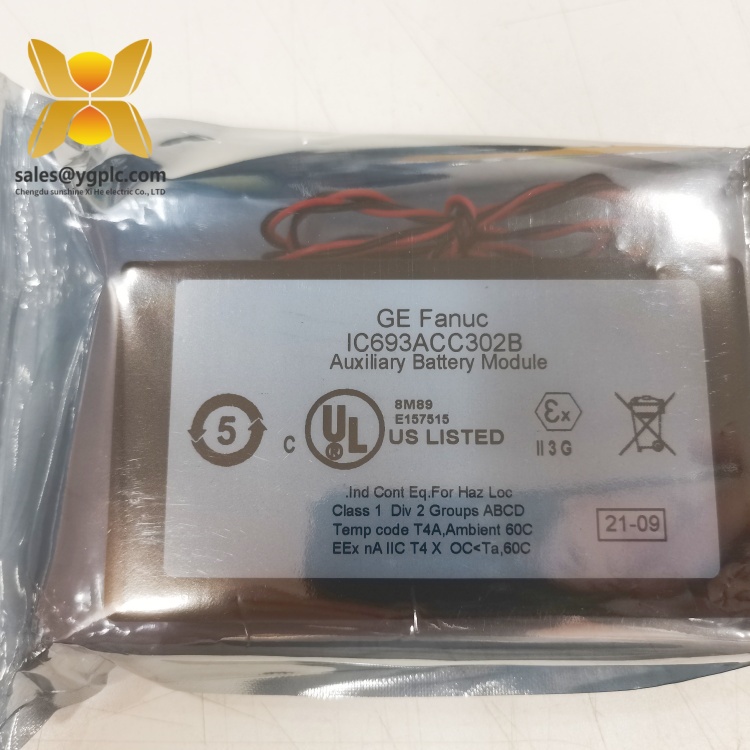 sales@ygplc.com
Chengdu sunshine Xi He electric Co., LTD
GE Fanuc
IC693ACC302B
Auxiliary Battery Module
5
C UL US LISTED
8M89
E157515
Ex
II 3 G
.Ind Cont Eq.For Haz Loc
Class 1 Div 2 Groups ABCD
Temp code T4A,Ambient 60C
EEx nA IIC T4 X OC<Ta,60C
21-09